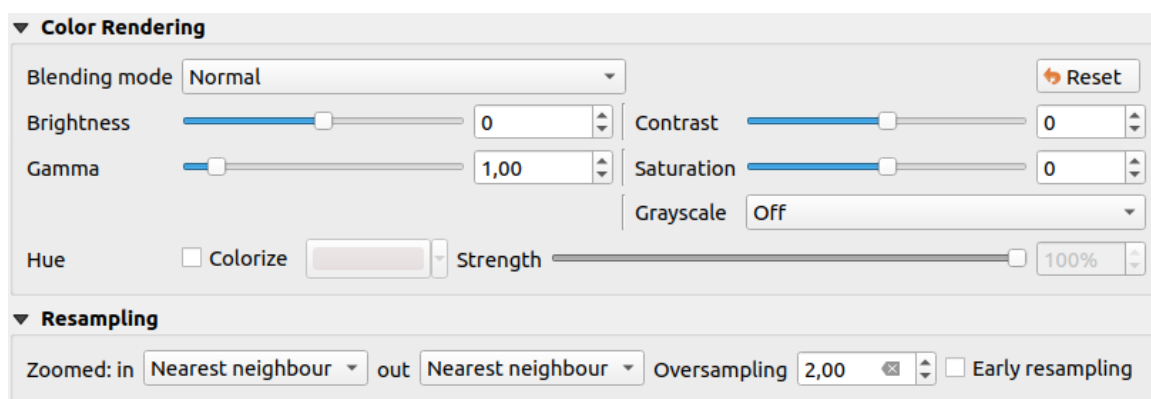 Color Rendering
Blending mode Normal Reset
Brightness 0 Contrast 0
Gamma 1,00 Saturation 0
Grayscale Off
Hue Colorize Strength 100%
Resampling
Zoomed: in Nearest neighbour out Nearest neighbour Oversampling 2,00 Early resampling